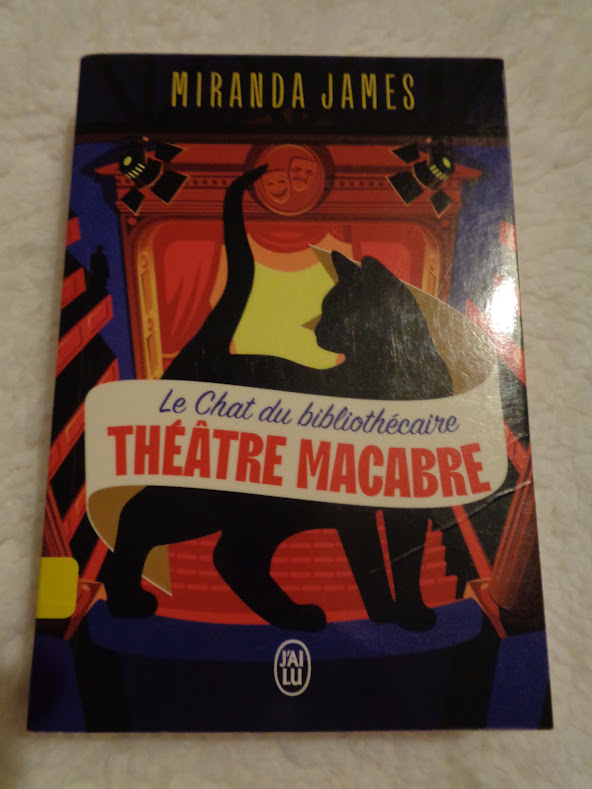 MIRANDA JAMES
Le Chat du bibliothécaire
THÉÂTRE MACABRE
J'AI
LU